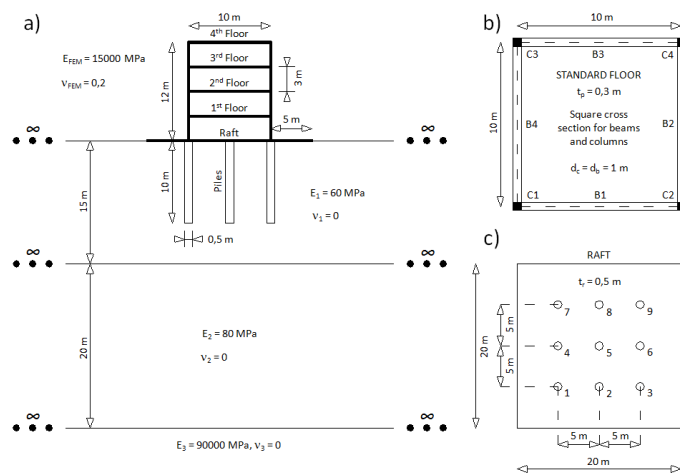 a)
10 m
4th Floor
3rd Floor
2nd Floor
1st Floor
Raft
E_FEM = 15000 MPa
ν_FEM = 0,2
12 m
3 m
5 m
∞
∞
15 m
10 m
Piles
0,5 m
E₁ = 60 MPa
ν₁ = 0
∞
∞
20 m
E₂ = 80 MPa
ν₂ = 0
∞
∞
E₃ = 90000 MPa, ν₃ = 0
b)
10 m
10 m
C3
B3
C4
STANDARD FLOOR
tₚ = 0,3 m
Square cross
section for beams
and columns
B4
B2
d_c = d_b = 1 m
C1
B1
C2
c)
RAFT
tᵣ = 0,5 m
20 m
5 m
5 m
7
8
9
4
5
6
1
2
3
5 m
5 m
20 m